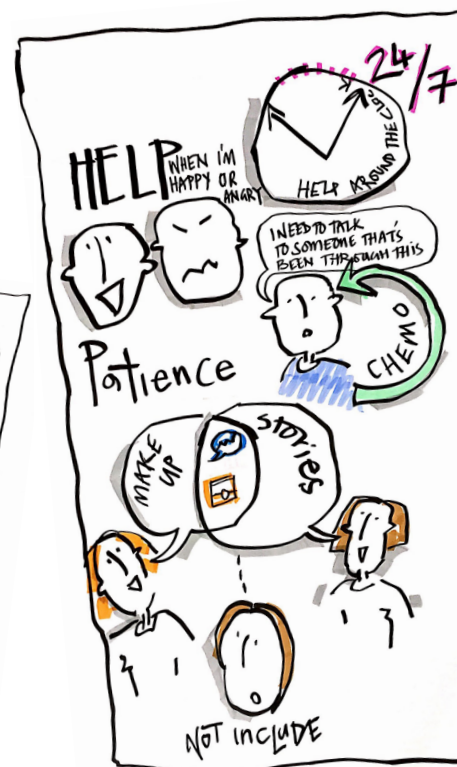 24/7
HELP
WHEN I'M
HAPPY OR
ANGRY
HELP AROUND THE CLOCK
I NEED TO TALK
TO SOMEONE THAT'S
BEEN THROUGH THIS
CHEMO
Patience
MAKE
UP
STORIES
NOT INCLUDE